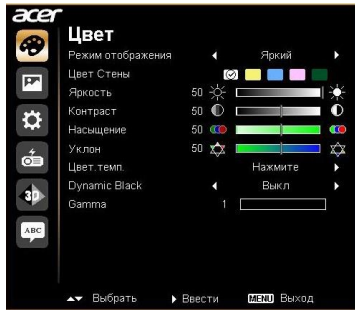 acer
Цвет
Режим отображения Яркий
Цвет Стены
Яркость 50
Контраст 50
Насыщение 50
Уклон 50
Цвет.темп. Нажмите
Dynamic Black Выкл
Gamma 1
3D
ABC
Выбрать Ввести MENU Выход